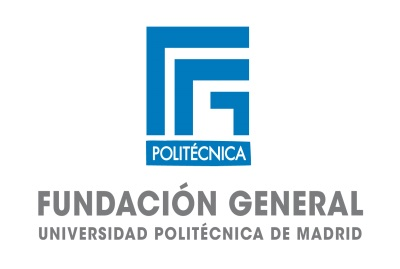 POLITÉCNICA
FUNDACIÓN GENERAL
UNIVERSIDAD POLITÉCNICA DE MADRID